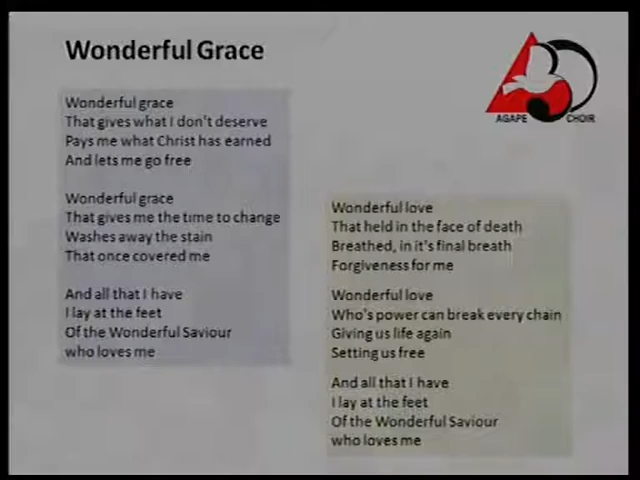 Wonderful Grace
AGAPE CHOIR
Wonderful grace
That gives what I don't deserve
Pays me what Christ has earned
And lets me go free
Wonderful grace
That gives me the time to change
Washes away the stain
That once covered me
And all that I have
I lay at the feet
Of the Wonderful Saviour
who loves me
Wonderful love
That held in the face of death
Breathed, in it's final breath
Forgiveness for me
Wonderful love
Who's power can break every chain
Giving us life again
Setting us free
And all that I have
I lay at the feet
Of the Wonderful Saviour
who loves me